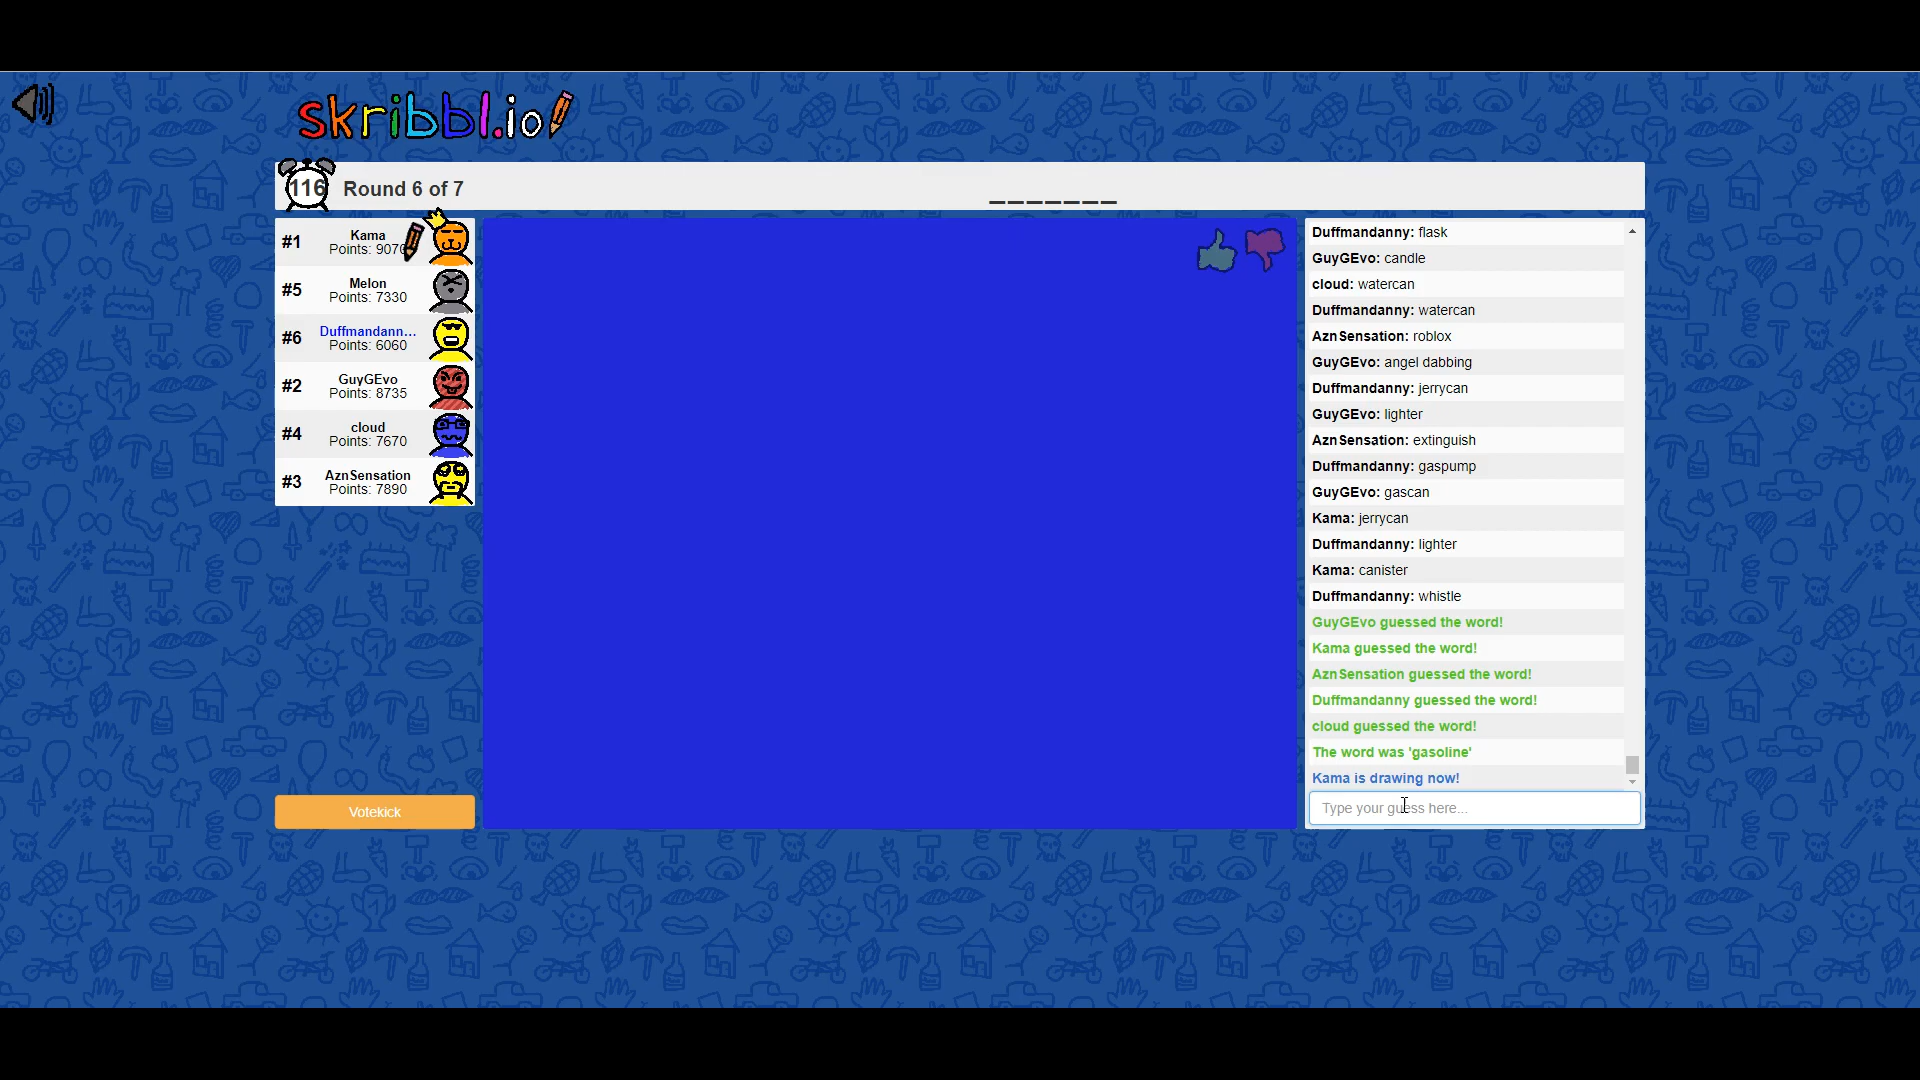 skribbl.io
116
Round 6 of 7
_______
#1
Kama
Points: 9070
#5
Melon
Points: 7330
#6
Duffmandann...
Points: 6060
#2
GuyGEvo
Points: 8735
#4
cloud
Points: 7670
#3
AznSensation
Points: 7890
Votekick
Duffmandanny: flask
GuyGEvo: candle
cloud: watercan
Duffmandanny: watercan
AznSensation: roblox
GuyGEvo: angel dabbing
Duffmandanny: jerrycan
GuyGEvo: lighter
AznSensation: extinguish
Duffmandanny: gaspump
GuyGEvo: gascan
Kama: jerrycan
Duffmandanny: lighter
Kama: canister
Duffmandanny: whistle
GuyGEvo guessed the word!
Kama guessed the word!
AznSensation guessed the word!
Duffmandanny guessed the word!
cloud guessed the word!
The word was 'gasoline'
Kama is drawing now!
Type your guess here...